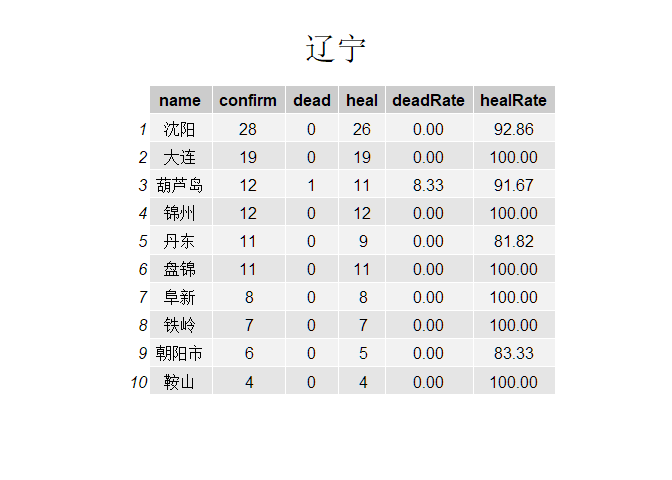 辽宁
name confirm dead heal deadRate healRate
1 沈阳 28 0 26 0.00 92.86
2 大连 19 0 19 0.00 100.00
3 葫芦岛 12 1 11 8.33 91.67
4 锦州 12 0 12 0.00 100.00
5 丹东 11 0 9 0.00 81.82
6 盘锦 11 0 11 0.00 100.00
7 阜新 8 0 8 0.00 100.00
8 铁岭 7 0 7 0.00 100.00
9 朝阳市 6 0 5 0.00 83.33
10 鞍山 4 0 4 0.00 100.00